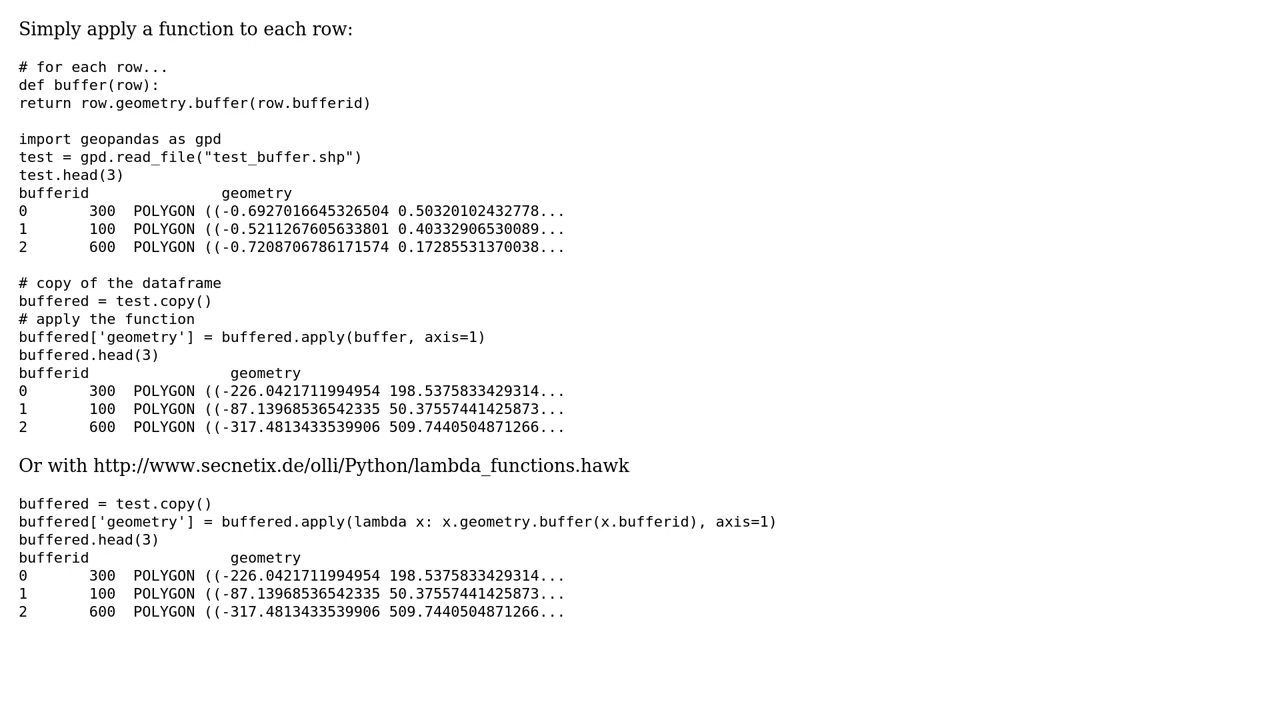 Simply apply a function to each row:
# for each row...
def buffer(row):
return row.geometry.buffer(row.bufferid)
import geopandas as gpd
test = gpd.read_file("test_buffer.shp")
test.head(3)
bufferid               geometry
0       300  POLYGON ((-0.6927016645326504 0.50320102432778...
1       100  POLYGON ((-0.5211267605633801 0.40332906530089...
2       600  POLYGON ((-0.7208706786171574 0.17285531370038...
# copy of the dataframe
buffered = test.copy()
# apply the function
buffered['geometry'] = buffered.apply(buffer, axis=1)
buffered.head(3)
bufferid                geometry
0       300  POLYGON ((-226.0421711994954 198.5375833429314...
1       100  POLYGON ((-87.13968536542335 50.37557441425873...
2       600  POLYGON ((-317.4813433539906 509.7440504871266...
Or with http://www.secnetix.de/olli/Python/lambda_functions.hawk
buffered = test.copy()
buffered['geometry'] = buffered.apply(lambda x: x.geometry.buffer(x.bufferid), axis=1)
buffered.head(3)
bufferid                geometry
0       300  POLYGON ((-226.0421711994954 198.5375833429314...
1       100  POLYGON ((-87.13968536542335 50.37557441425873...
2       600  POLYGON ((-317.4813433539906 509.7440504871266...